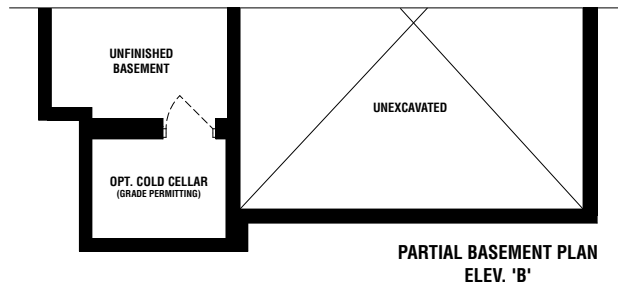 UNFINISHED
BASEMENT
UNEXCAVATED
OPT. COLD CELLAR
(GRADE PERMITTING)
PARTIAL BASEMENT PLAN
ELEV. 'B'